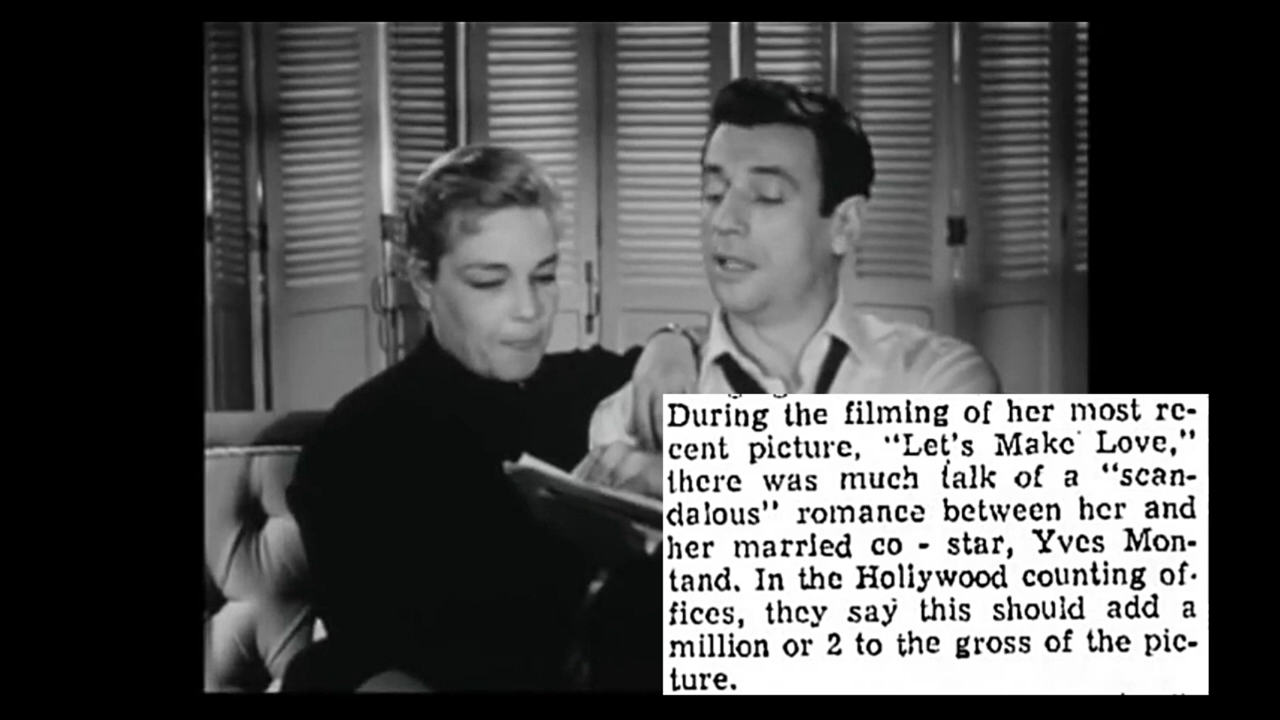 During the filming of her most re-
cent picture, "Let's Make Love,"
there was much talk of a "scan-
dalous" romance between her and
her married co - star, Yves Mon-
tand. In the Hollywood counting of-
fices, they say this should add a
million or 2 to the gross of the pic-
ture.